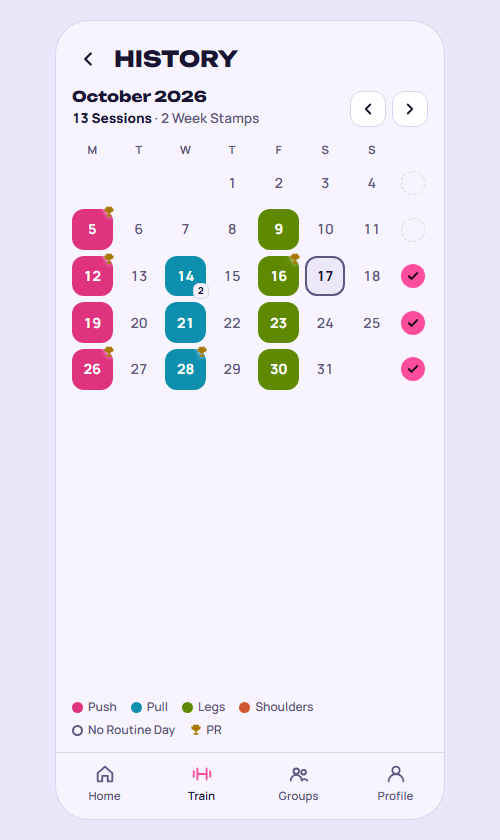 HISTORY
October 2026
13 Sessions · 2 Week Stamps
M T W T F S S
1 2 3 4
5 6 7 8 9 10 11
12 13 14 2 15 16 17 18
19 20 21 22 23 24 25
26 27 28 29 30 31
Push Pull Legs Shoulders
No Routine Day PR
Home Train Groups Profile